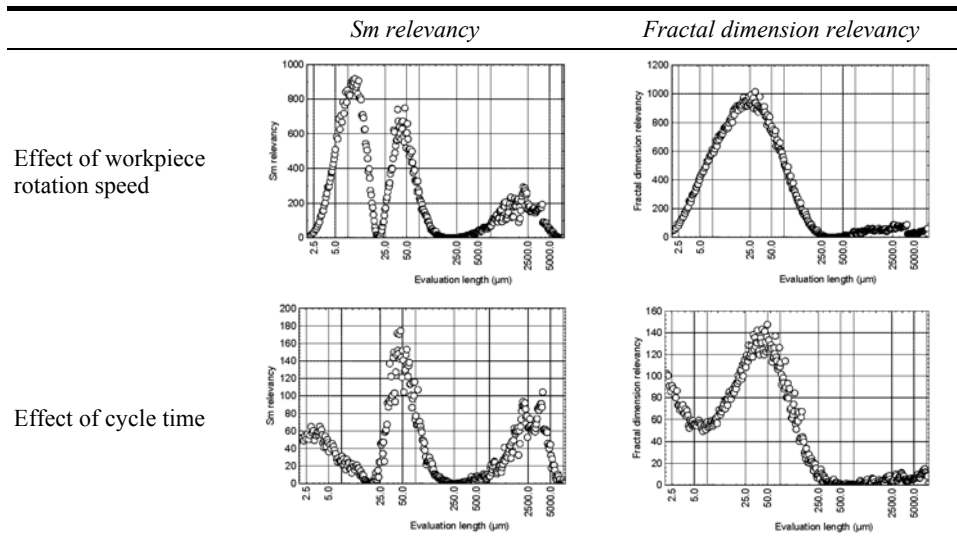 Sm relevancy Fractal dimension relevancy
Effect of workpiece
rotation speed
Sm relevancy
1000
800
600
400
200
0
2.5 5.0 25.0 50.0 250.0 500.0 2500.0 5000.0
Evaluation length (µm)
Fractal dimension relevancy
1200
1000
800
600
400
200
0
2.5 5.0 25.0 50.0 250.0 500.0 2500.0 5000.0
Evaluation length (µm)
Effect of cycle time
Sm relevancy
200
180
160
140
120
100
80
60
40
20
0
2.5 5.0 25.0 50.0 250.0 500.0 2500.0 5000.0
Evaluation length (µm)
Fractal dimension relevancy
160
140
120
100
80
60
40
20
0
2.5 5.0 25.0 50.0 250.0 500.0 2500.0 5000.0
Evaluation length (µm)